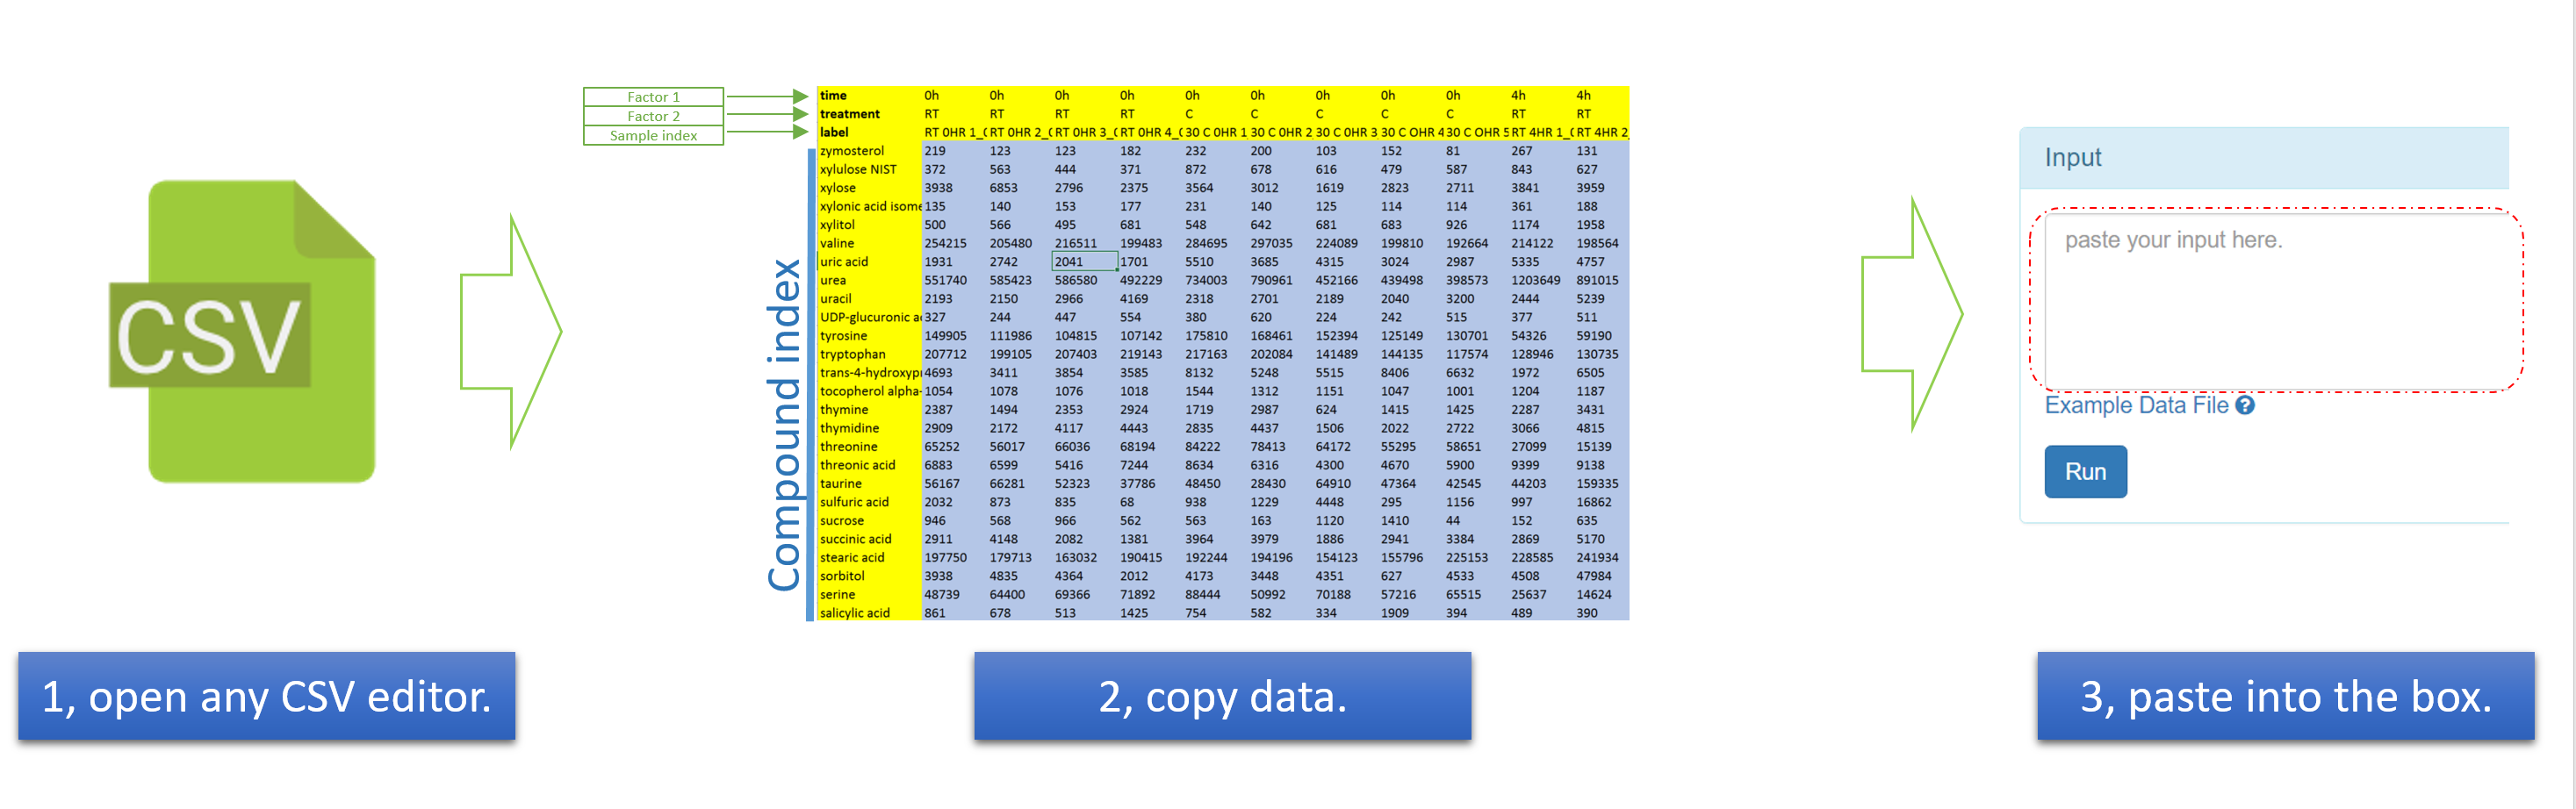 CSV
1, open any CSV editor.
Factor 1
Factor 2
Sample index
Compound index
time 0h 0h 0h 0h 0h 0h 0h 0h 0h 4h 4h
treatment RT RT RT RT C C C C C RT RT
label RT 0HR 1_( RT 0HR 2_( RT 0HR 3_( RT 0HR 4_( 30 C 0HR 1 30 C 0HR 2 30 C 0HR 3 30 C OHR 4 30 C OHR 5 RT 4HR 1_( RT 4HR 2_
zymosterol 219 123 123 182 232 200 103 152 81 267 131
xylulose NIST 372 563 444 371 872 678 616 479 587 843 627
xylose 3938 6853 2796 2375 3564 3012 1619 2823 2711 3841 3959
xylonic acid isome 135 140 153 177 231 140 125 114 114 361 188
xylitol 500 566 495 681 548 642 681 683 926 1174 1958
valine 254215 205480 216511 199483 284695 297035 224089 199810 192664 214122 198564
uric acid 1931 2742 2041 1701 5510 3685 4315 3024 2987 5335 4757
urea 551740 585423 586580 492229 734003 790961 452166 439498 398573 1203649 891015
uracil 2193 2150 2966 4169 2318 2701 2189 2040 3200 2444 5239
UDP-glucuronic a 327 244 447 554 380 620 224 242 515 377 511
tyrosine 149905 111986 104815 107142 175810 168461 152394 125149 130701 54326 59190
tryptophan 207712 199105 207403 219143 217163 202084 141489 144135 117574 128946 130735
trans-4-hydroxyp 4693 3411 3854 3585 8132 5248 5515 8406 6632 1972 6505
tocopherol alpha- 1054 1078 1076 1018 1544 1312 1151 1047 1001 1204 1187
thymine 2387 1494 2353 2924 1719 2987 624 1415 1425 2287 3431
thymidine 2909 2172 4117 4443 2835 4437 1506 2022 2722 3066 4815
threonine 65252 56017 66036 68194 84222 78413 64172 55295 58651 27099 15139
threonic acid 6883 6599 5416 7244 8634 6316 4300 4670 5900 9399 9138
taurine 56167 66281 52323 37786 48450 28430 64910 47364 42545 44203 159335
sulfuric acid 2032 873 835 68 938 1229 4448 295 1156 997 16862
sucrose 946 568 966 562 563 163 1120 1410 44 152 635
succinic acid 2911 4148 2082 1381 3964 3979 1886 2941 3384 2869 5170
stearic acid 197750 179713 163032 190415 192244 194196 154123 155796 225153 228585 241934
sorbitol 3938 4835 4364 2012 4173 3448 4351 627 4533 4508 47984
serine 48739 64400 69366 71892 88444 50992 70188 57216 65515 25637 14624
salicylic acid 861 678 513 1425 754 582 334 1909 394 489 390
2, copy data.
Input
paste your input here.
Example Data File ?
Run
3, paste into the box.